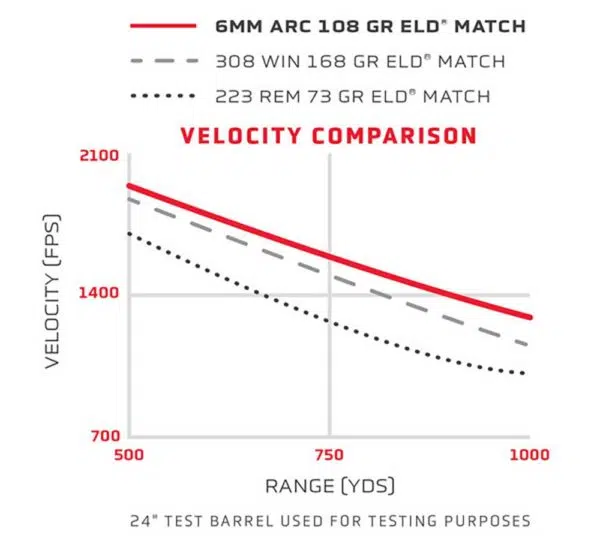 6MM ARC 108 GR ELD® MATCH
308 WIN 168 GR ELD® MATCH
223 REM 73 GR ELD® MATCH
VELOCITY COMPARISON
2100
VELOCITY (FPS)
1400
700
500 750 1000
RANGE (YDS)
24" TEST BARREL USED FOR TESTING PURPOSES